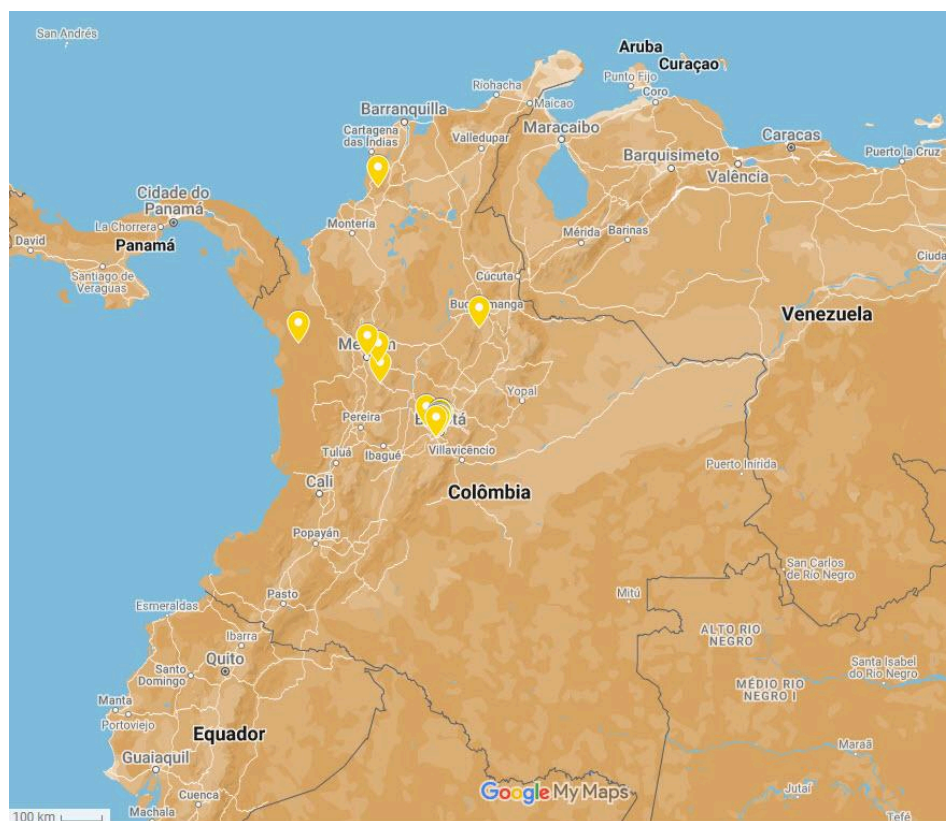 San Andrés
Aruba
Curaçao
Punto Fijo
Coro
Riohacha
Maicao
Barranquilla
Cartagena
das Índias
Valledupar
Maracaibo
Caracas
Barquisimeto
Valência
Puerto la Cruz
Cidade do
Panamá
La Chorrera
David
Panamá
Santiago de
Veraguas
Montería
Mérida
Barinas
Cúcuta
Ciuda
Venezuela
Yopal
Pereira
Ibagué
Tuluá
Villavicêncio
Puerto Inírida
Cali
Colômbia
Popayán
San Carlos
de Río Negro
Mitú
Pasto
Esmeraldas
Ibarra
ALTO RIO
NEGRO
Quito
Santo
Domingo
Santa Isabel
do Rio Negro
MÉDIO RIO
NEGRO I
Manta
Portoviejo
Equador
Guaiaquil
Maraã
Cuenca
Google My Maps
Jutaí
Machala
Tefé
100 km